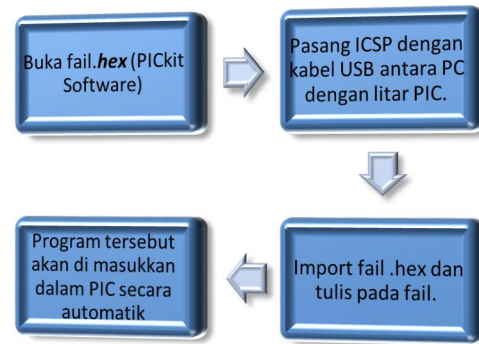 Buka fail.hex (PICkit
Software)
Pasang ICSP dengan
kabel USB antara PC
dengan litar PIC.
Import fail .hex dan
tulis pada fail.
Program tersebut
akan di masukkan
dalam PIC secara
automatik